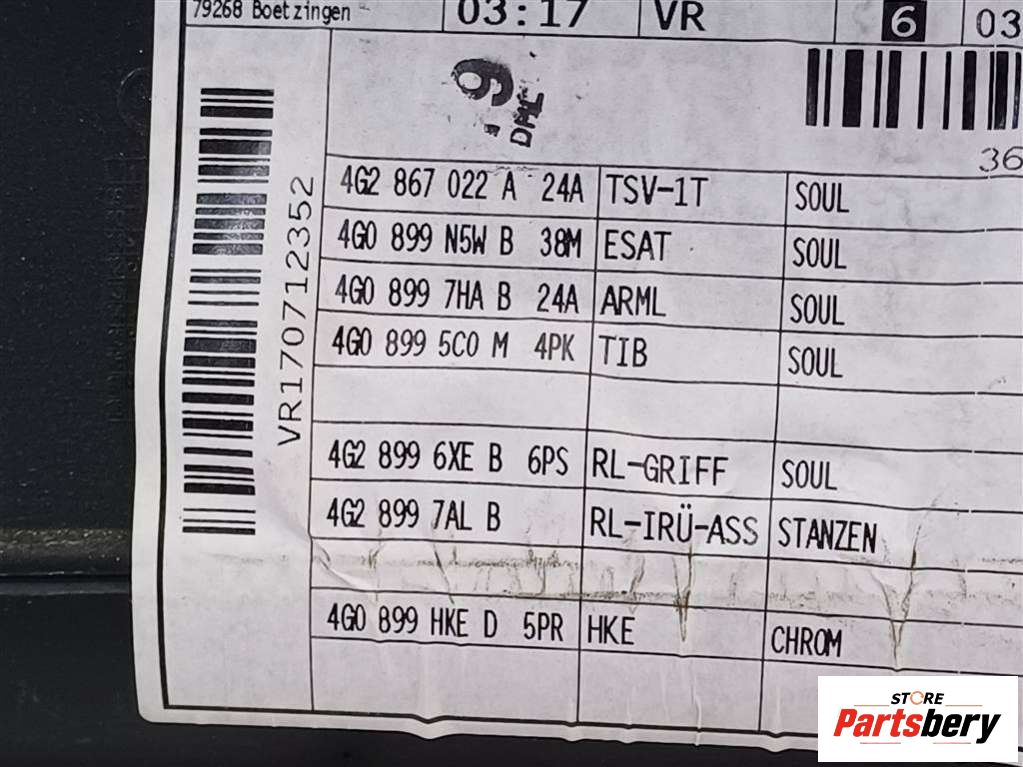 79268 Boetzingen 03:17 VR 6 03
9
DML
36
VR170712352
4G2 867 022 A 24A TSV-1T SOUL
4G0 899 N5W B 38M ESAT SOUL
4G0 899 7HA B 24A ARML SOUL
4G0 899 5C0 M 4PK TIB SOUL
4G2 899 6XE B 6PS RL-GRIFF SOUL
4G2 899 7AL B RL-IRÜ-ASS STANZEN
4G0 899 HKE D 5PR HKE CHROM
STORE
Partsbery